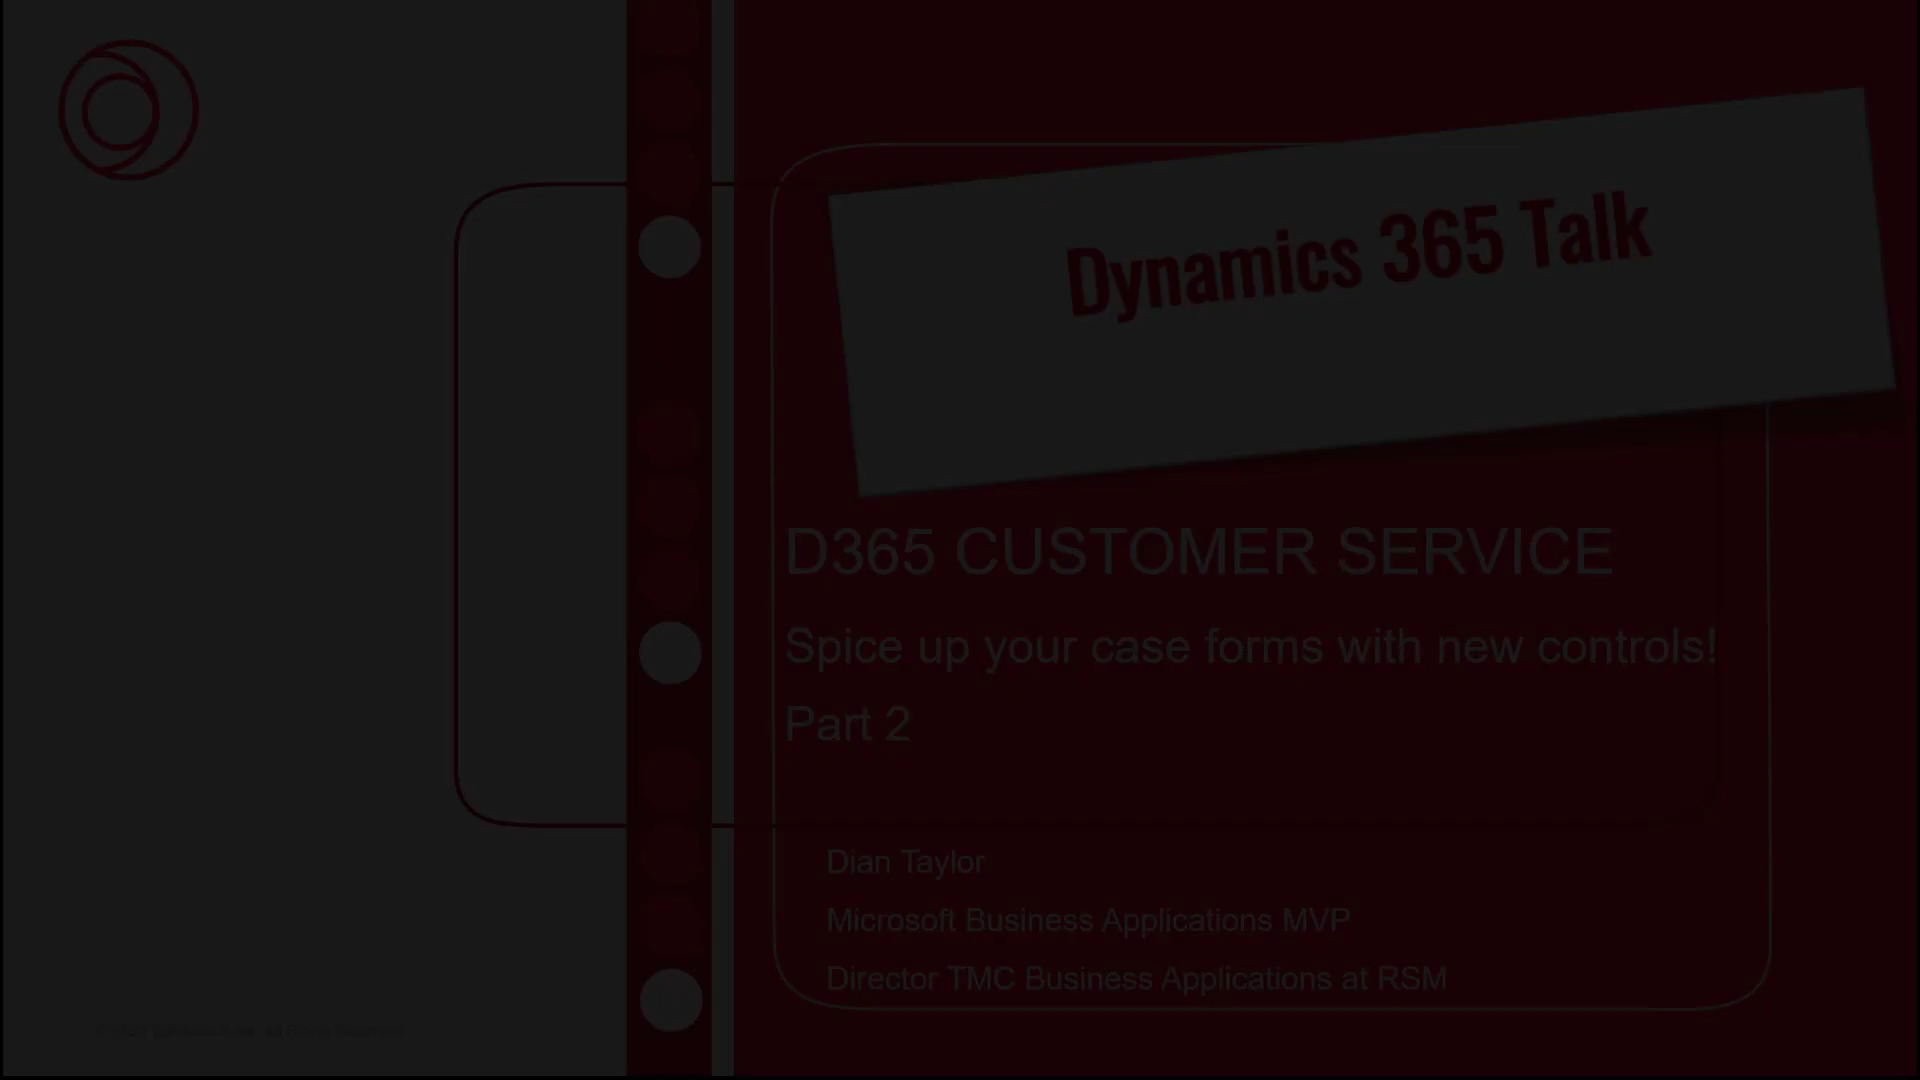 Dynamics 365 Talk
D365 CUSTOMER SERVICE
Spice up your case forms with new controls!
Part 2
Dian Taylor
Microsoft Business Applications MVP
Director TMC Business Applications at RSM